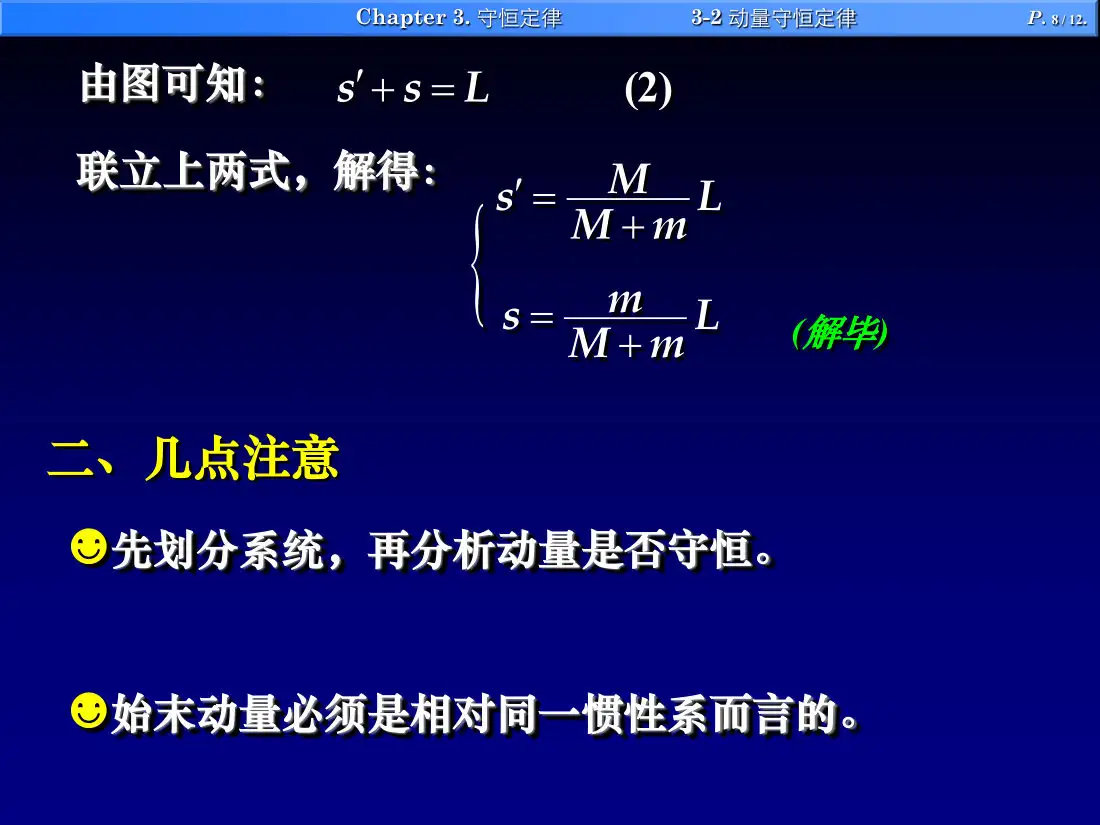 Chapter 3. 守恒定律 3-2 动量守恒定律 P. 8 / 12.
由图可知： s′ + s = L (2)
联立上两式，解得：
s′ = M / (M + m) L
s = m / (M + m) L
(解毕)
二、几点注意
☻先划分系统，再分析动量是否守恒。
☻始末动量必须是相对同一惯性系而言的。